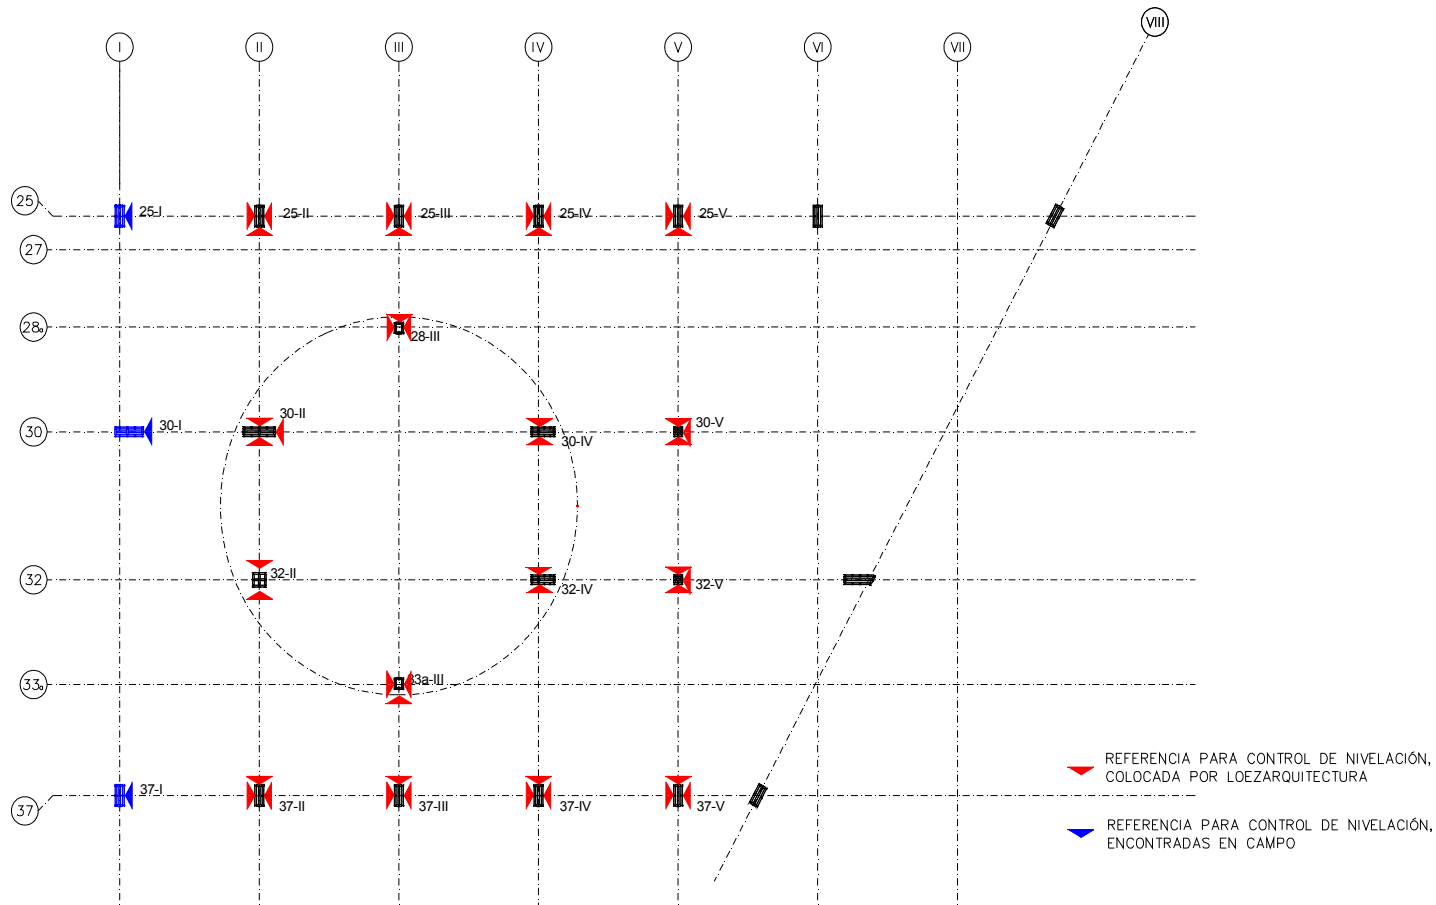 VIII
I
II
III
IV
V
VI
VII
25
25-I
25-II
25-III
25-IV
25-V
27
28a
28-III
30
30-I
30-II
30-IV
30-V
32
32-II
32-IV
32-V
33a
33a-III
37
37-I
37-II
37-III
37-IV
37-V
REFERENCIA PARA CONTROL DE NIVELACIÓN,
COLOCADA POR LOEZARQUITECTURA
REFERENCIA PARA CONTROL DE NIVELACIÓN,
ENCONTRADAS EN CAMPO